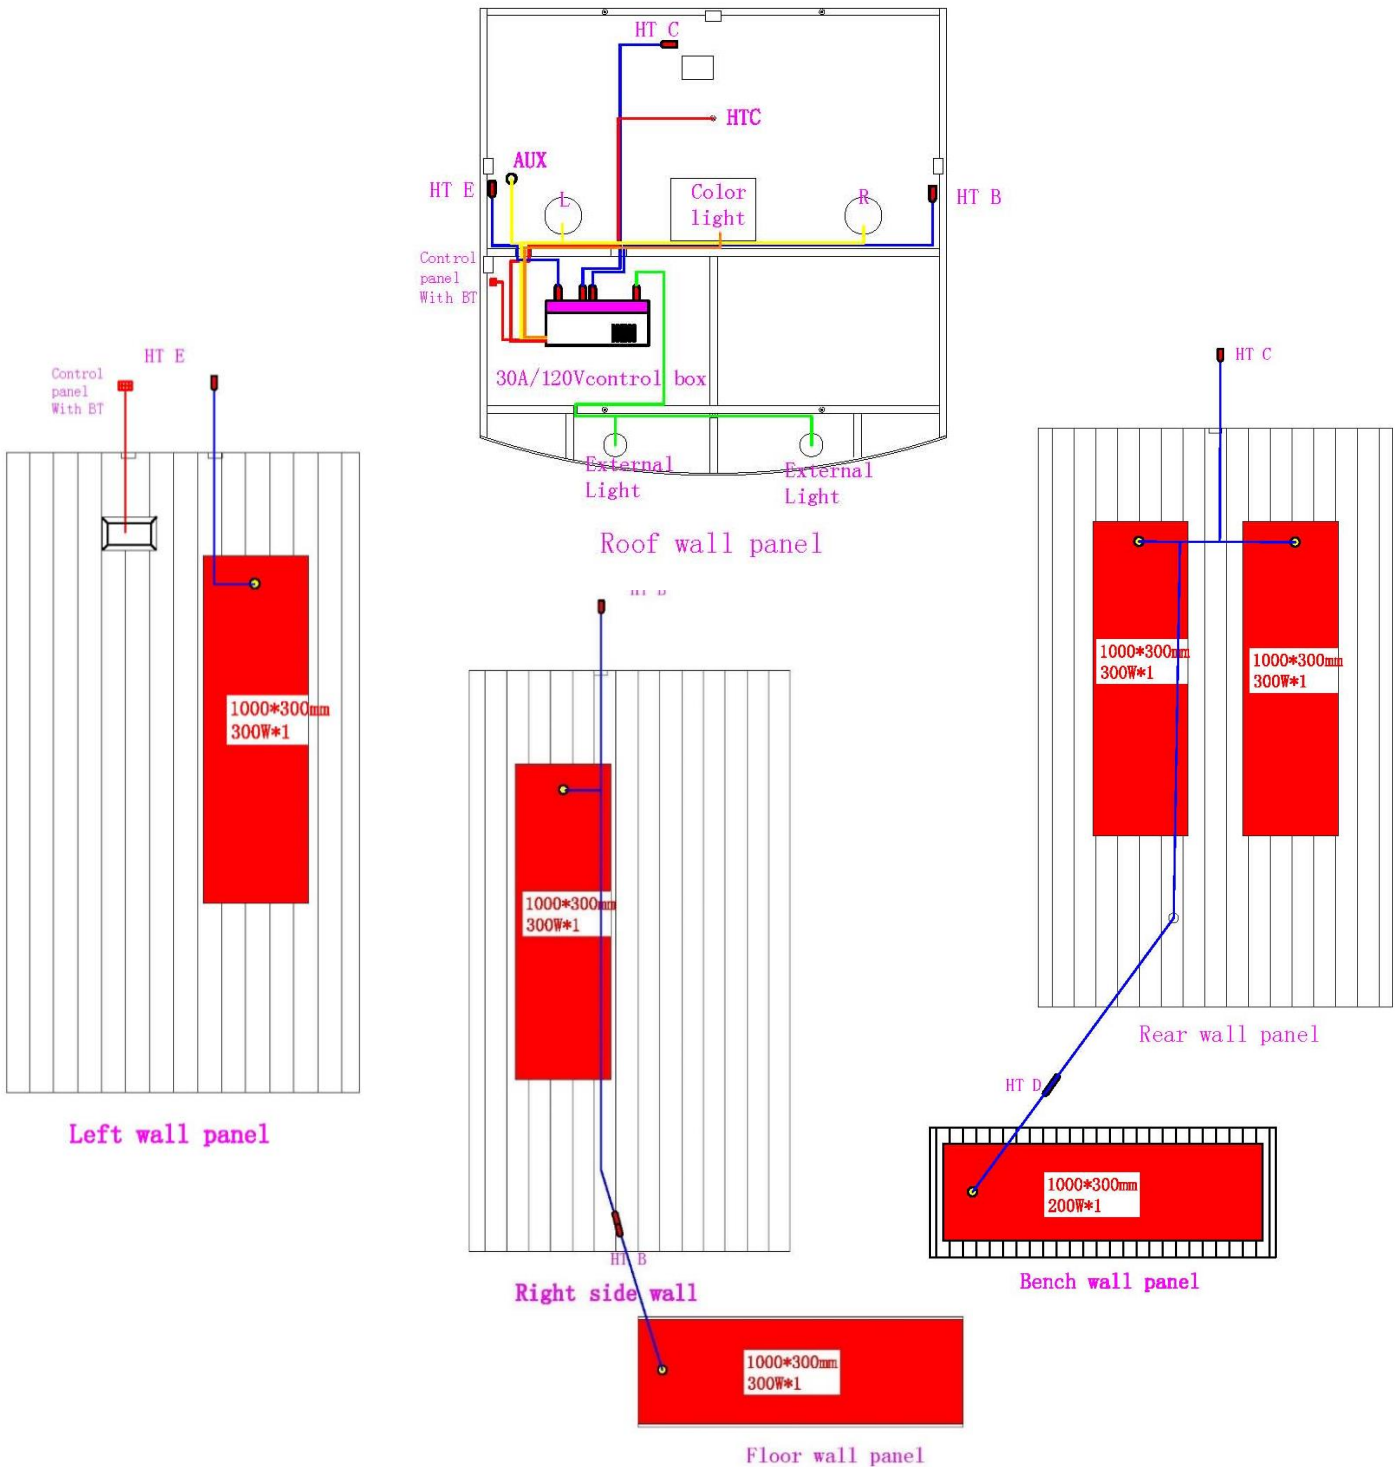 HT C
HTC
AUX
HT E
L
Color
light
R
HT B
Control
panel
With BT
30A/120Vcontrol box
External
Light
External
Light
Roof wall panel
HT E
Control
panel
With BT
1000*300mm
300W*1
Left wall panel
1000*300mm
300W*1
HT B
Right side wall
1000*300mm
300W*1
Floor wall panel
HT C
1000*300mm
300W*1
1000*300mm
300W*1
Rear wall panel
HT D
1000*300mm
200W*1
Bench wall panel